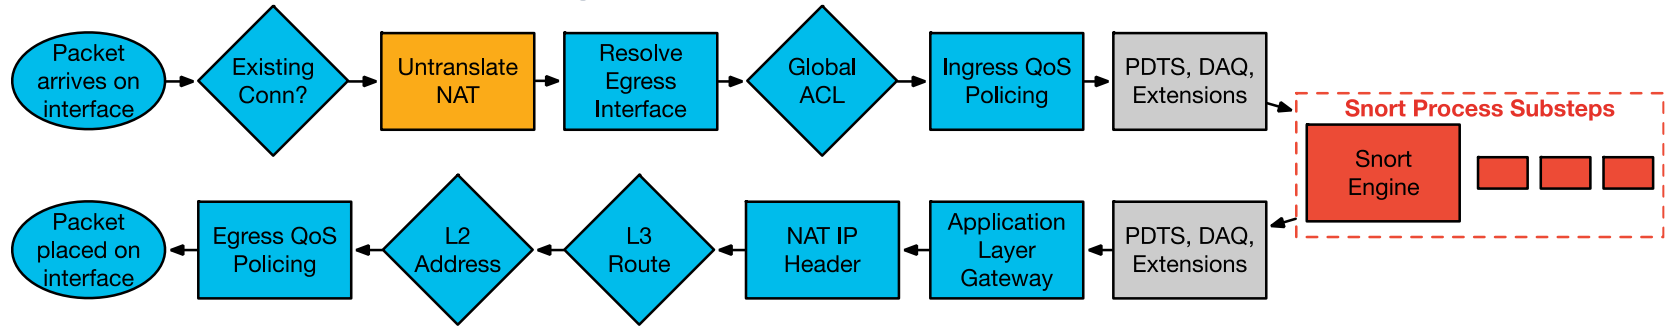 Packet
arrives on
interface
Existing
Conn?
Untranslate
NAT
Resolve
Egress
Interface
Global
ACL
Ingress QoS
Policing
PDTS, DAQ,
Extensions
Snort Process Substeps
Snort
Engine
Packet
placed on
interface
Egress QoS
Policing
L2
Address
L3
Route
NAT IP
Header
Application
Layer
Gateway
PDTS, DAQ,
Extensions